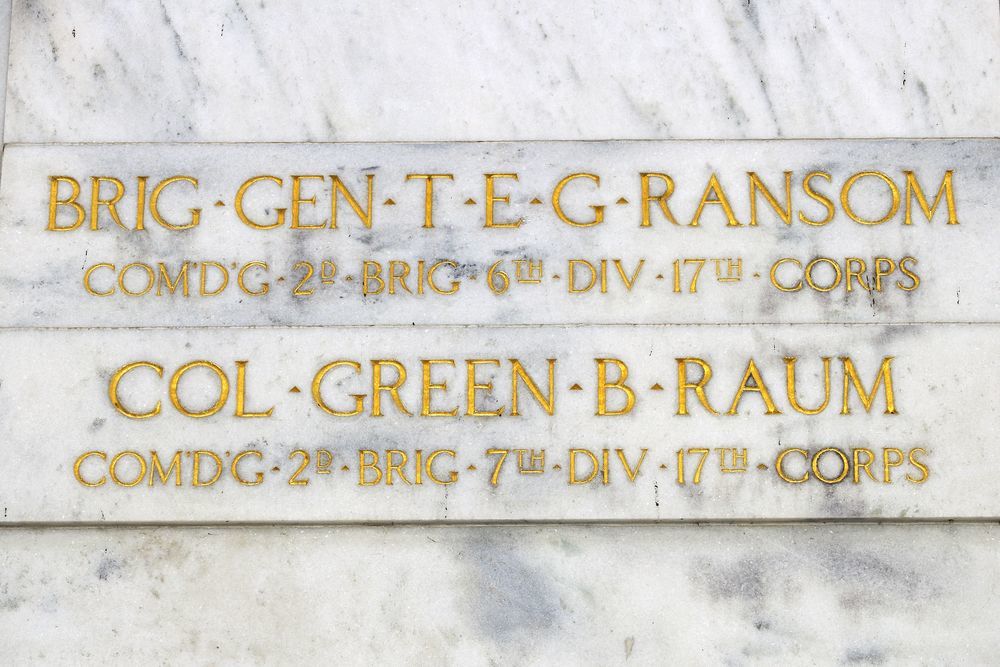 BRIG·GEN·T·E·G·RANSOM
COM'D'G·2D·BRIG·6TH·DIV·17TH·CORPS
COL·GREEN·B·RAUM
COM'D'G·2D·BRIG·7TH·DIV·17TH·CORPS